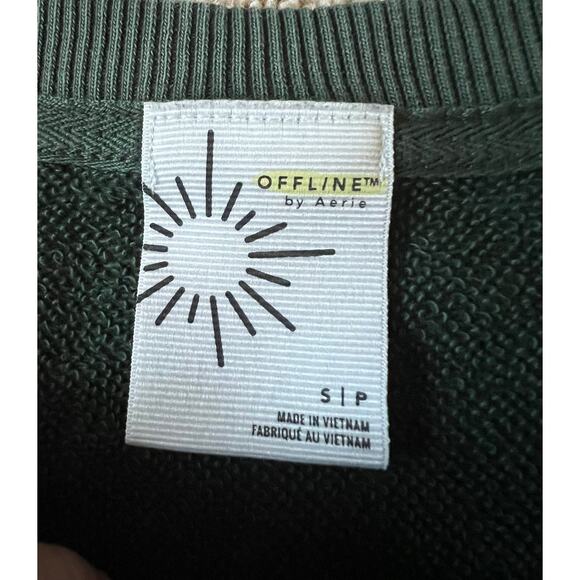 OFFLINE™
by Aerie
S | P
MADE IN VIETNAM
FABRIQUÉ AU VIETNAM